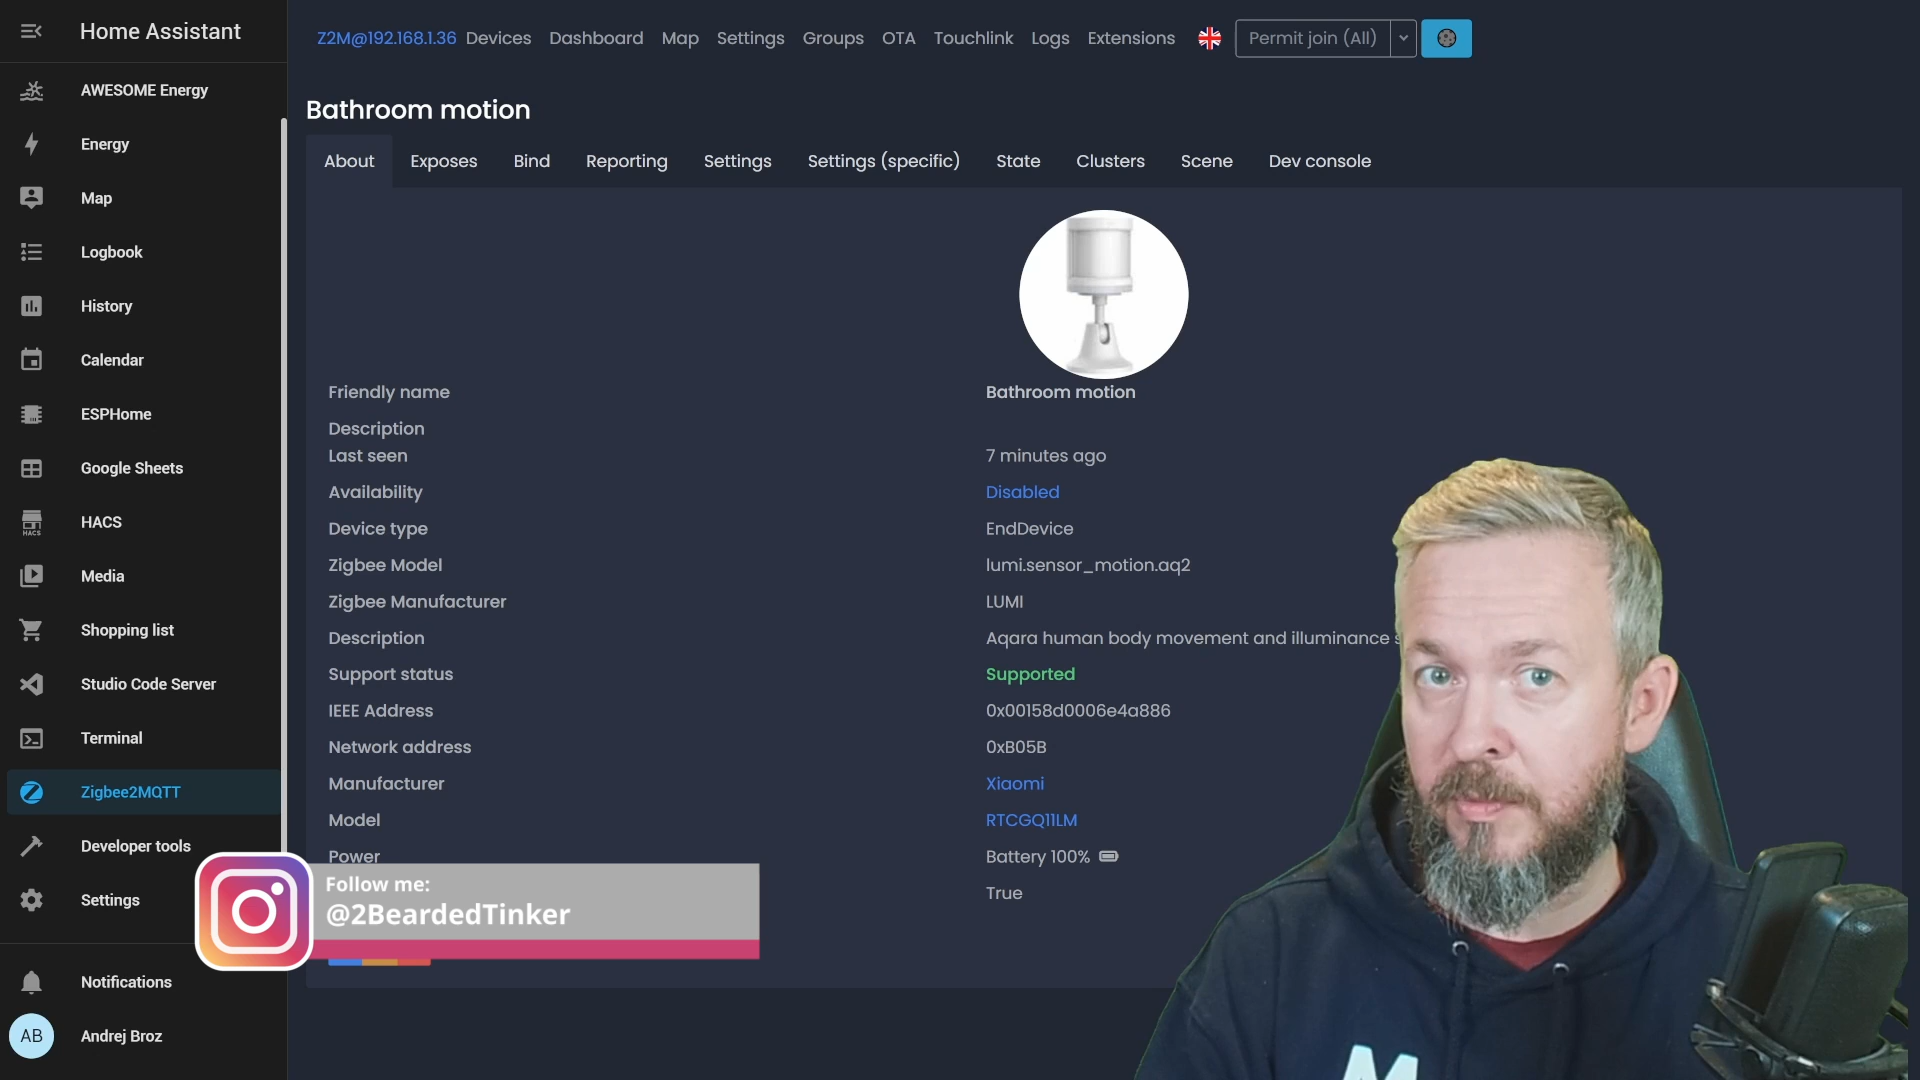 Home Assistant
AWESOME Energy
Energy
Map
Logbook
History
Calendar
ESPHome
Google Sheets
HACS
HACS
Media
Shopping list
Studio Code Server
Terminal
Zigbee2MQTT
Developer tools
Settings
Notifications
AB Andrej Broz
Z2M@192.168.1.36 Devices Dashboard Map Settings Groups OTA Touchlink Logs Extensions Permit join (All)
Bathroom motion
About Exposes Bind Reporting Settings Settings (specific) State Clusters Scene Dev console
Friendly name Bathroom motion
Description
Last seen 7 minutes ago
Availability Disabled
Device type EndDevice
Zigbee Model lumi.sensor_motion.aq2
Zigbee Manufacturer LUMI
Description Aqara human body movement and illuminance
Support status Supported
IEEE Address 0x00158d0006e4a886
Network address 0xB05B
Manufacturer Xiaomi
Model RTCGQ11LM
Power Battery 100%
True
Follow me:
@2BeardedTinker